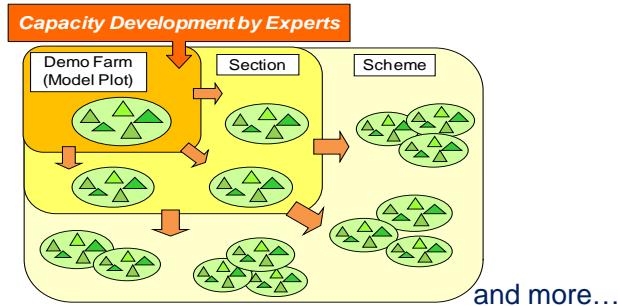 Capacity Development by Experts
Demo Farm
(Model Plot)
Section
Scheme
and more…